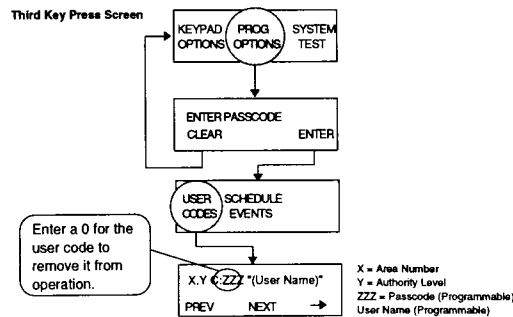 Third Key Press Screen
KEYPAD PROG SYSTEM
OPTIONS OPTIONS TEST
ENTER PASSCODE
CLEAR ENTER
USER SCHEDULE
CODES EVENTS
Enter a 0 for the
user code to
remove it from
operation.
X.Y C:ZZZ "(User Name)"
PREV NEXT →
X = Area Number
Y = Authority Level
ZZZ = Passcode (Programmable)
User Name (Programmable)